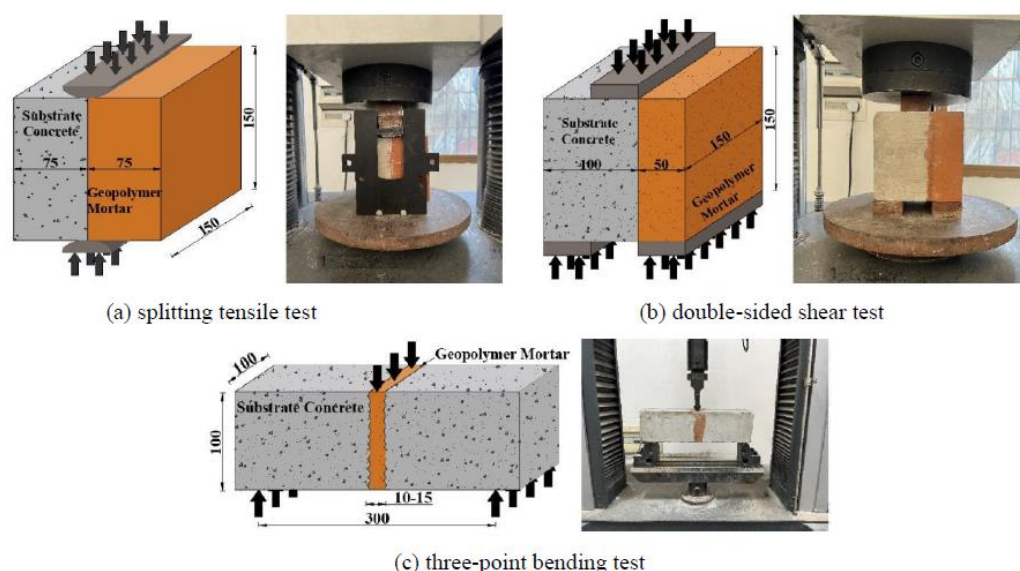 Substrate
Concrete
75
75
Geopolymer
Mortar
150
150
Substrate
Concrete
400
50
150
Geopolymer
Mortar
150
(a) splitting tensile test
(b) double-sided shear test
100
Geopolymer Mortar
Substrate Concrete
100
10-15
300
(c) three-point bending test